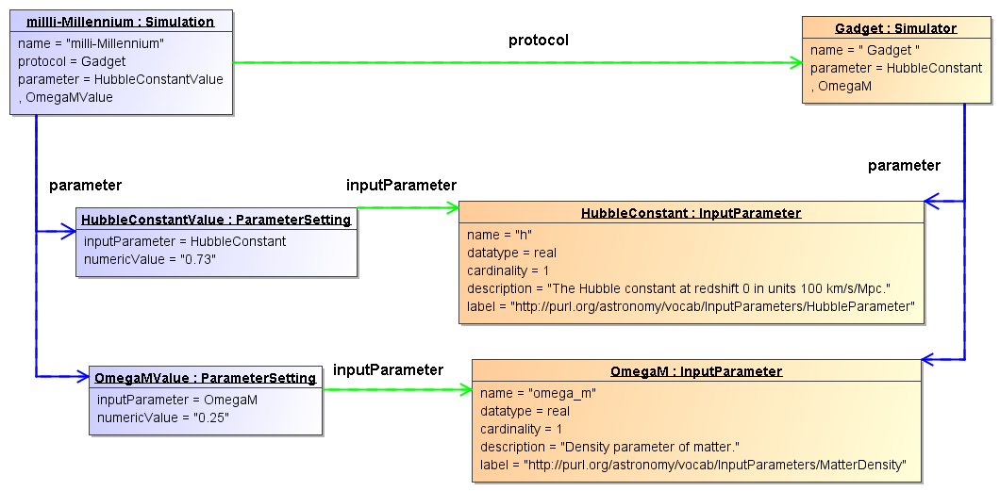 millli-Millennium : Simulation
name = "milli-Millennium"
protocol = Gadget
parameter = HubbleConstantValue
, OmegaMValue
protocol
Gadget : Simulator
name = " Gadget "
parameter = HubbleConstant
, OmegaM
parameter
inputParameter
parameter
HubbleConstantValue : ParameterSetting
inputParameter = HubbleConstant
numericValue = "0.73"
HubbleConstant : InputParameter
name = "h"
datatype = real
cardinality = 1
description = "The Hubble constant at redshift 0 in units 100 km/s/Mpc."
label = "http://purl.org/astronomy/vocab/InputParameters/HubbleParameter"
inputParameter
OmegaMValue : ParameterSetting
inputParameter = OmegaM
numericValue = "0.25"
OmegaM : InputParameter
name = "omega_m"
datatype = real
cardinality = 1
description = "Density parameter of matter."
label = "http://purl.org/astronomy/vocab/InputParameters/MatterDensity"